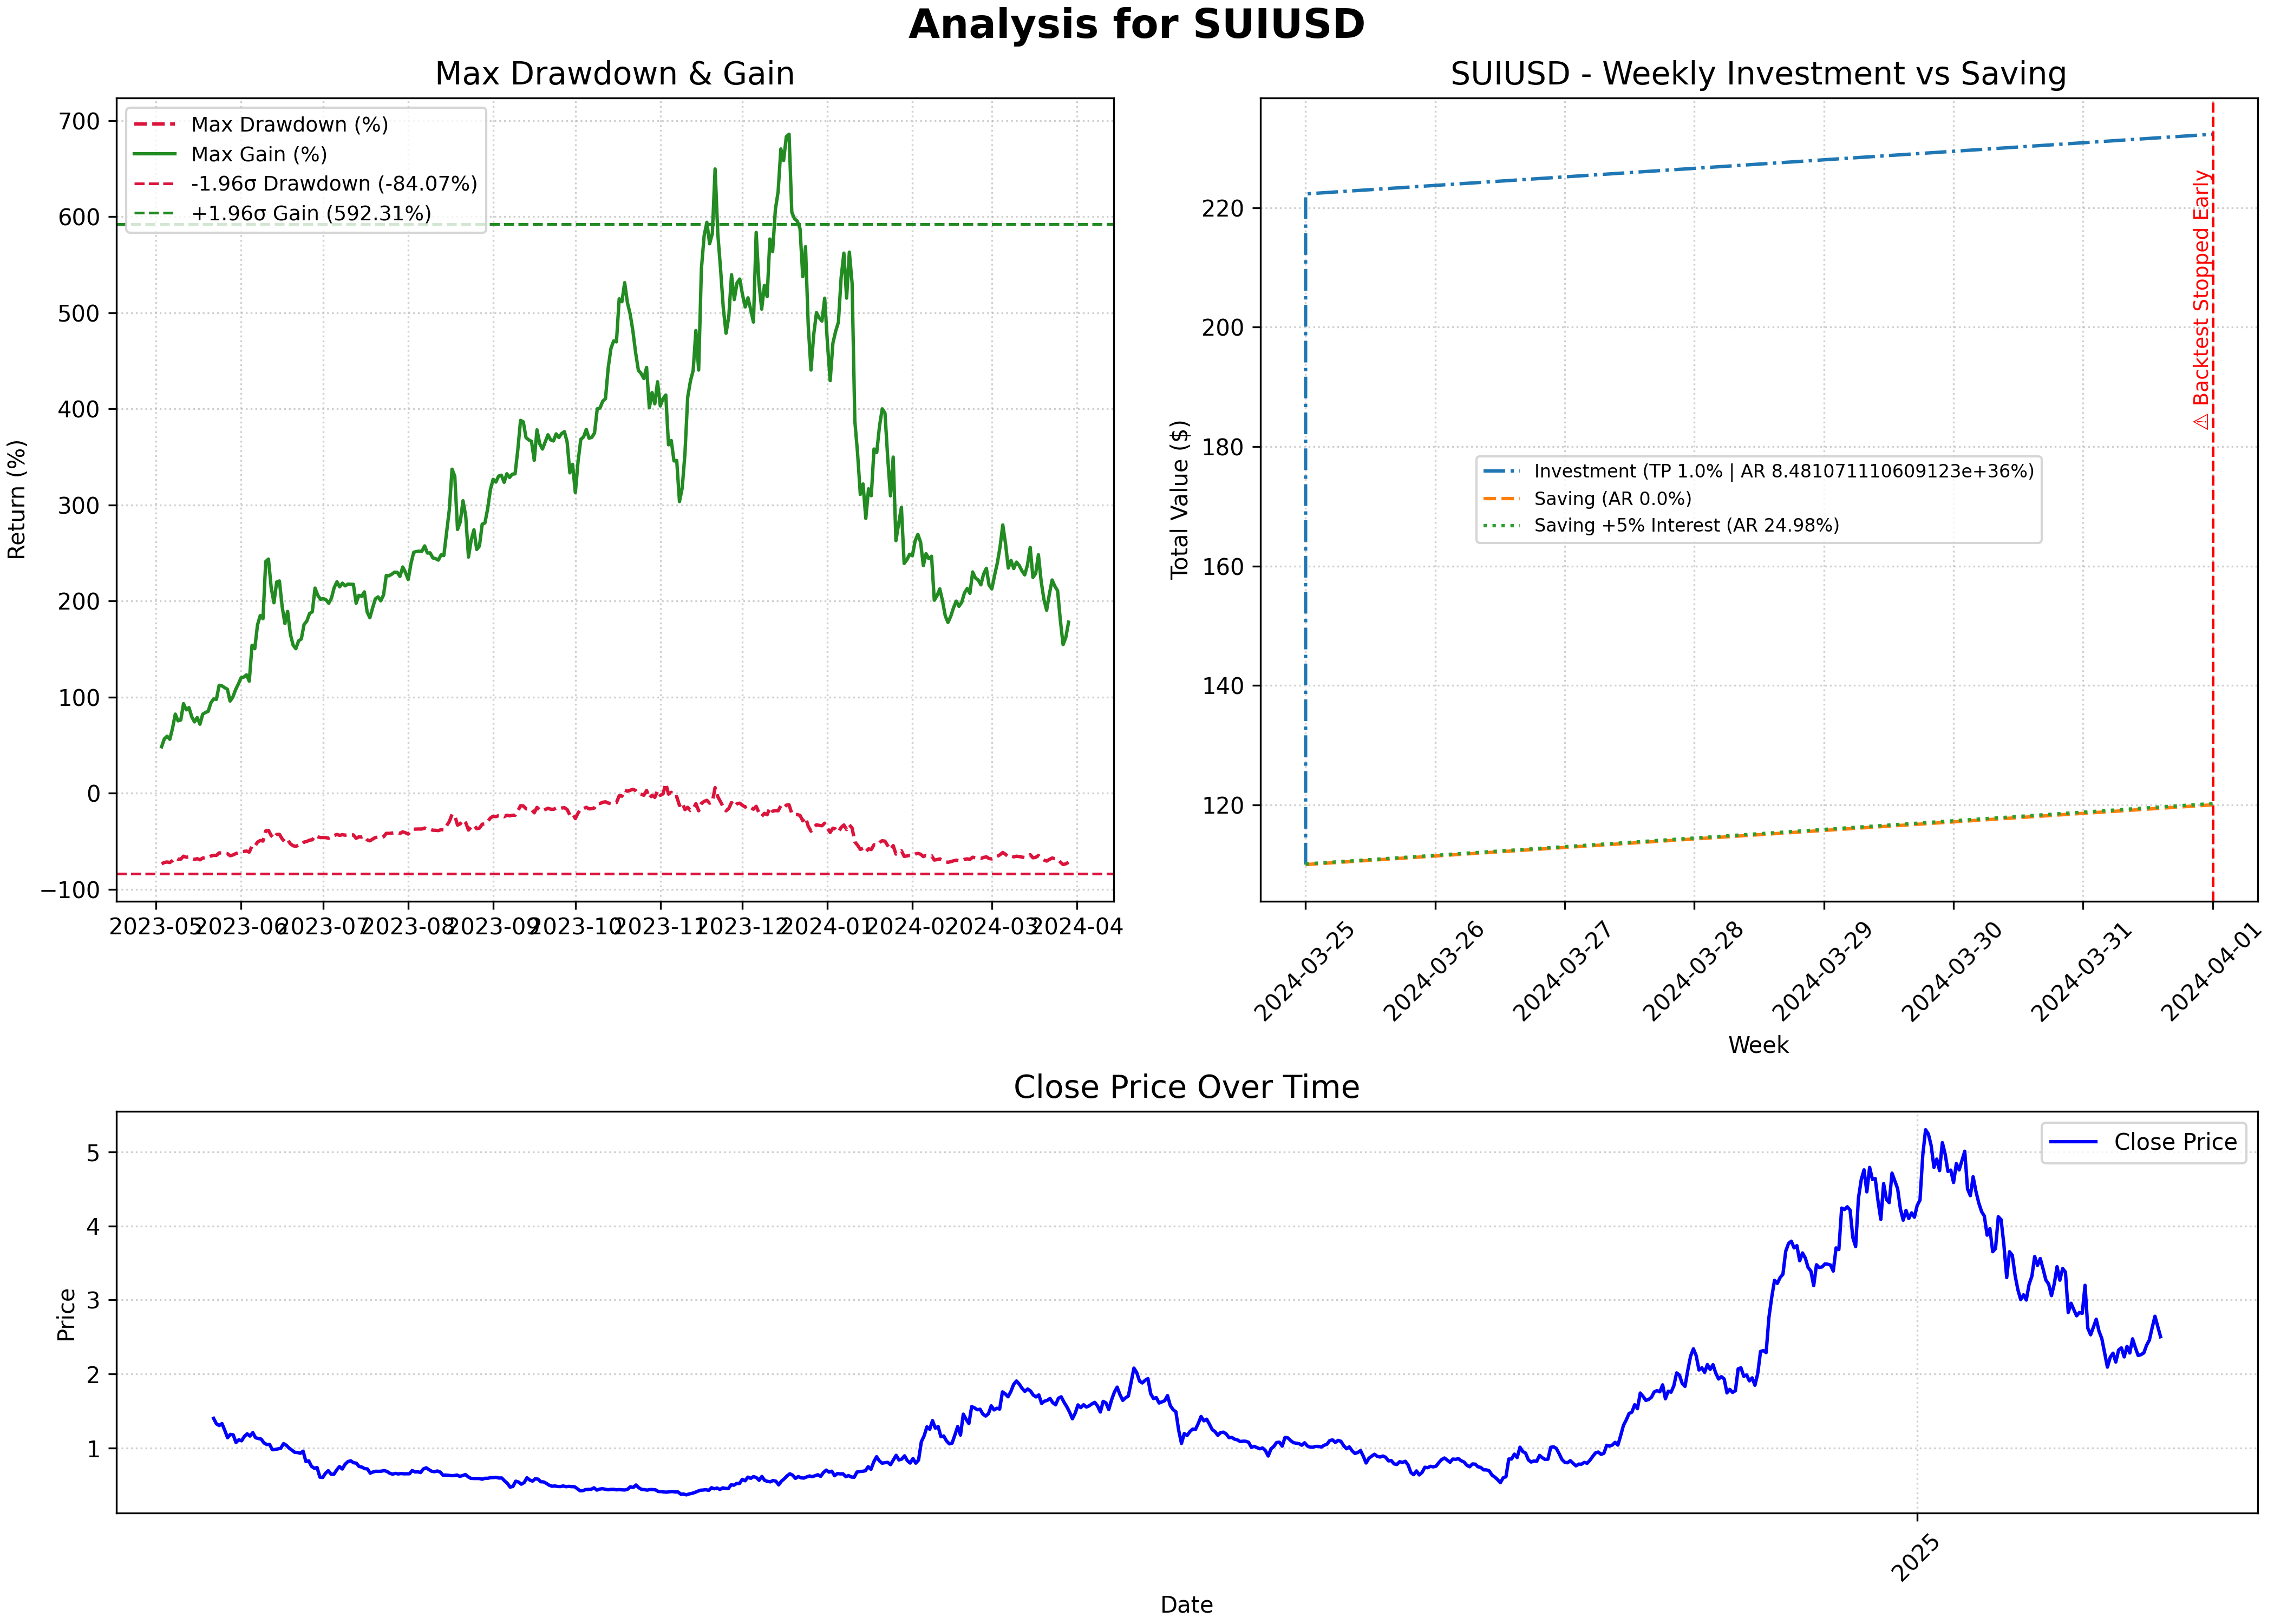 Analysis for SUIUSD
Max Drawdown & Gain
Return (%)
700
600
500
400
300
200
100
0
−100
Max Drawdown (%)
Max Gain (%)
-1.96σ Drawdown (-84.07%)
+1.96σ Gain (592.31%)
2023-05
2023-06
2023-07
2023-08
2023-09
2023-10
2023-11
2023-12
2024-01
2024-02
2024-03
2024-04
SUIUSD - Weekly Investment vs Saving
Total Value ($)
220
200
180
160
140
120
Investment (TP 1.0% | AR 8.481071110609123e+36%)
Saving (AR 0.0%)
Saving +5% Interest (AR 24.98%)
⚠ Backtest Stopped Early
2024-03-25
2024-03-26
2024-03-27
2024-03-28
2024-03-29
2024-03-30
2024-03-31
2024-04-01
Week
Close Price Over Time
Price
5
4
3
2
1
Close Price
2025
Date